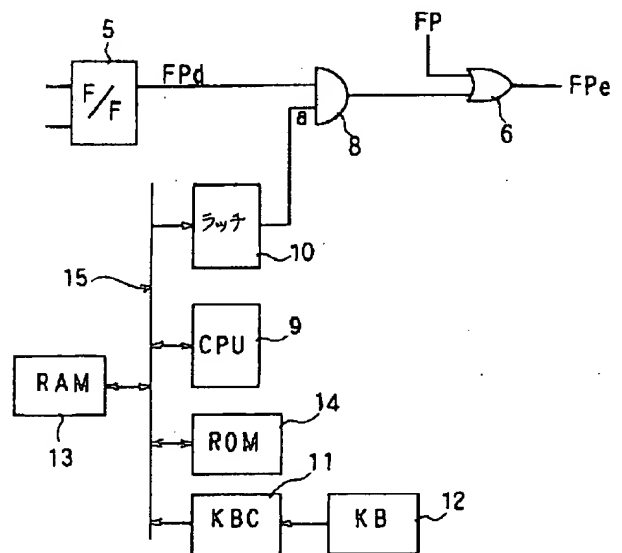 5
FP
F/F
FPd
FPe
a
8
6
ラッチ
10
15
CPU
9
RAM
13
ROM
14
11
KBC
KB
12